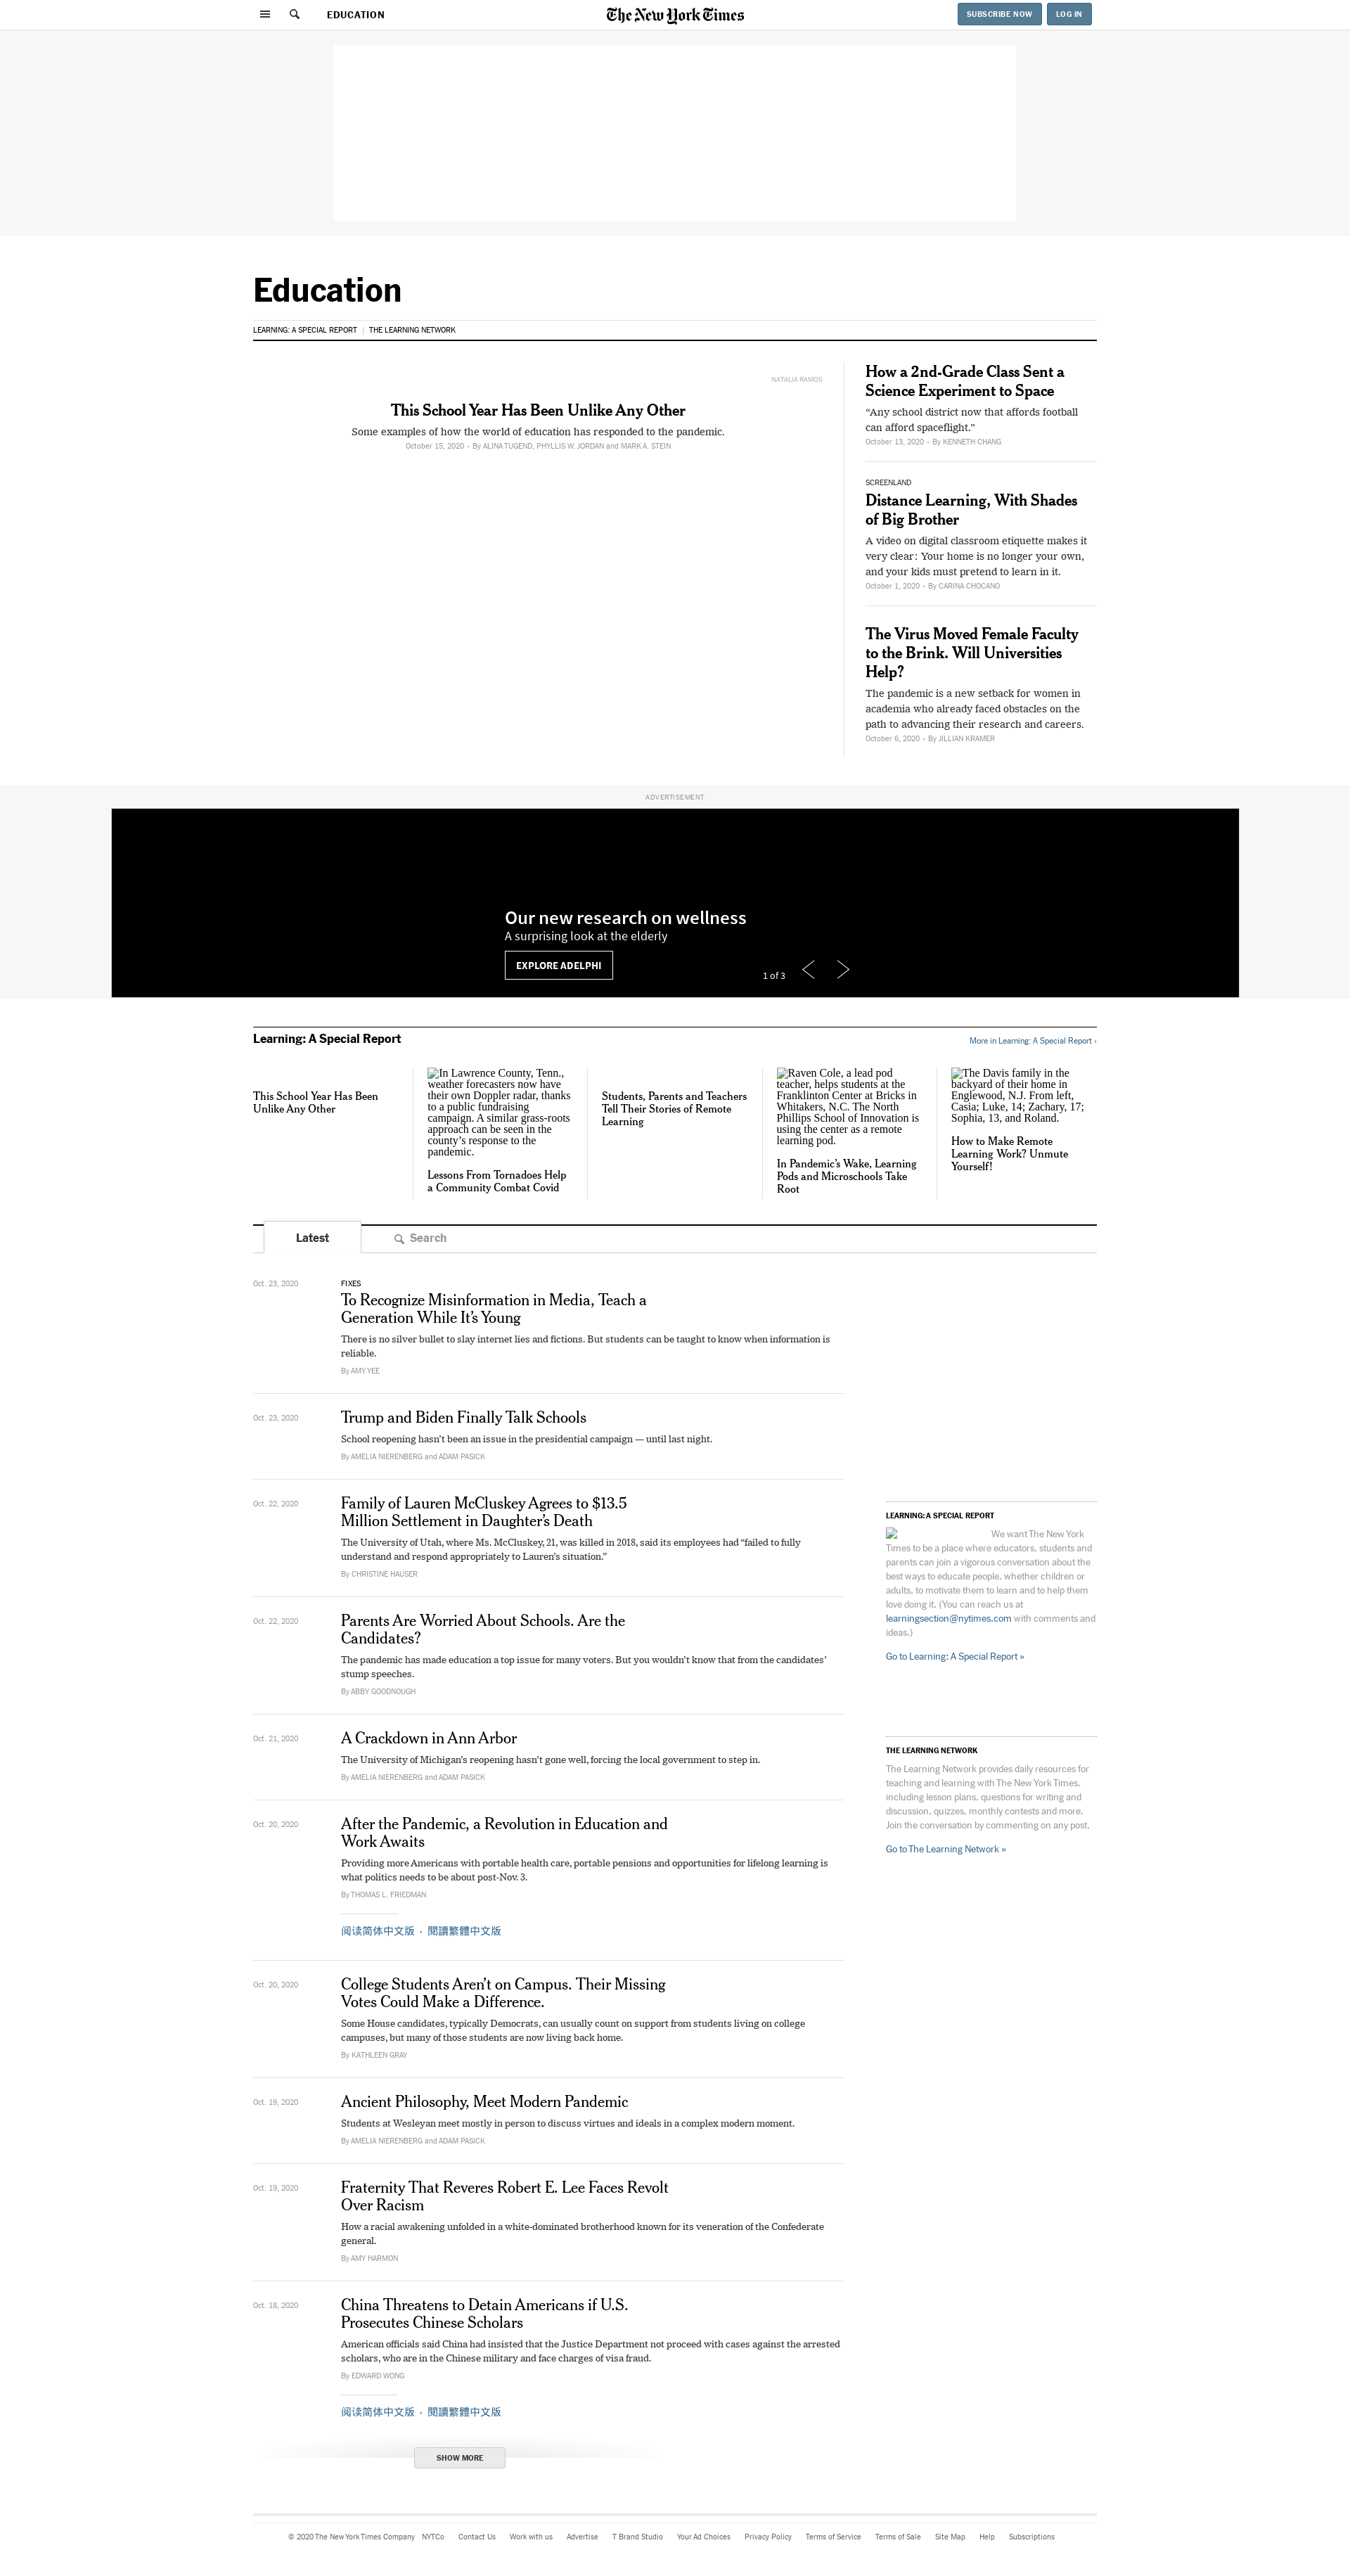 EDUCATION
The New York Times
SUBSCRIBE NOW
LOG IN
Education
LEARNING: A SPECIAL REPORT
THE LEARNING NETWORK
NATALIA RAMOS
This School Year Has Been Unlike Any Other
Some examples of how the world of education has responded to the pandemic.
October 15, 2020 - By ALINA TUGEND, PHYLLIS W. JORDAN and MARK A. STEIN
How a 2nd-Grade Class Sent a
Science Experiment to Space
“Any school district now that affords football
can afford spaceflight.”
October 13, 2020 - By KENNETH CHANG
SCREENLAND
Distance Learning, With Shades
of Big Brother
A video on digital classroom etiquette makes it
very clear: Your home is no longer your own,
and your kids must pretend to learn in it.
October 1, 2020 - By CARINA CHOCANO
The Virus Moved Female Faculty
to the Brink. Will Universities
Help?
The pandemic is a new setback for women in
academia who already faced obstacles on the
path to advancing their research and careers.
October 6, 2020 - By JILLIAN KRAMER
ADVERTISEMENT
Our new research on wellness
A surprising look at the elderly
EXPLORE ADELPHI
1 of 3
Learning: A Special Report
More in Learning: A Special Report ›
This School Year Has Been
Unlike Any Other
In Lawrence County, Tenn.,
weather forecasters now have
their own Doppler radar, thanks
to a public fundraising
campaign. A similar grass-roots
approach can be seen in the
county’s response to the
pandemic.
Lessons From Tornadoes Help
a Community Combat Covid
Students, Parents and Teachers
Tell Their Stories of Remote
Learning
Raven Cole, a lead pod
teacher, helps students at the
Franklinton Center at Bricks in
Whitakers, N.C. The North
Phillips School of Innovation is
using the center as a remote
learning pod.
In Pandemic’s Wake, Learning
Pods and Microschools Take
Root
The Davis family in the
backyard of their home in
Englewood, N.J. From left,
Casia; Luke, 14; Zachary, 17;
Sophia, 13, and Roland.
How to Make Remote
Learning Work? Unmute
Yourself!
Latest
Search
Oct. 23, 2020
FIXES
To Recognize Misinformation in Media, Teach a
Generation While It’s Young
There is no silver bullet to slay internet lies and fictions. But students can be taught to know when information is
reliable.
By AMY YEE
Oct. 23, 2020
Trump and Biden Finally Talk Schools
School reopening hasn’t been an issue in the presidential campaign — until last night.
By AMELIA NIERENBERG and ADAM PASICK
Oct. 22, 2020
Family of Lauren McCluskey Agrees to $13.5
Million Settlement in Daughter’s Death
The University of Utah, where Ms. McCluskey, 21, was killed in 2018, said its employees had “failed to fully
understand and respond appropriately to Lauren’s situation.”
By CHRISTINE HAUSER
Oct. 22, 2020
Parents Are Worried About Schools. Are the
Candidates?
The pandemic has made education a top issue for many voters. But you wouldn’t know that from the candidates’
stump speeches.
By ABBY GOODNOUGH
Oct. 21, 2020
A Crackdown in Ann Arbor
The University of Michigan’s reopening hasn’t gone well, forcing the local government to step in.
By AMELIA NIERENBERG and ADAM PASICK
Oct. 20, 2020
After the Pandemic, a Revolution in Education and
Work Awaits
Providing more Americans with portable health care, portable pensions and opportunities for lifelong learning is
what politics needs to be about post-Nov. 3.
By THOMAS L. FRIEDMAN
阅读简体中文版 • 閱讀繁體中文版
Oct. 20, 2020
College Students Aren’t on Campus. Their Missing
Votes Could Make a Difference.
Some House candidates, typically Democrats, can usually count on support from students living on college
campuses, but many of those students are now living back home.
By KATHLEEN GRAY
Oct. 19, 2020
Ancient Philosophy, Meet Modern Pandemic
Students at Wesleyan meet mostly in person to discuss virtues and ideals in a complex modern moment.
By AMELIA NIERENBERG and ADAM PASICK
Oct. 19, 2020
Fraternity That Reveres Robert E. Lee Faces Revolt
Over Racism
How a racial awakening unfolded in a white-dominated brotherhood known for its veneration of the Confederate
general.
By AMY HARMON
Oct. 18, 2020
China Threatens to Detain Americans if U.S.
Prosecutes Chinese Scholars
American officials said China had insisted that the Justice Department not proceed with cases against the arrested
scholars, who are in the Chinese military and face charges of visa fraud.
By EDWARD WONG
阅读简体中文版 • 閱讀繁體中文版
SHOW MORE
LEARNING: A SPECIAL REPORT
We want The New York
Times to be a place where educators, students and
parents can join a vigorous conversation about the
best ways to educate people, whether children or
adults, to motivate them to learn and to help them
love doing it. (You can reach us at
learningsection@nytimes.com with comments and
ideas.)
Go to Learning: A Special Report »
THE LEARNING NETWORK
The Learning Network provides daily resources for
teaching and learning with The New York Times,
including lesson plans, questions for writing and
discussion, quizzes, monthly contests and more.
Join the conversation by commenting on any post.
Go to The Learning Network »
© 2020 The New York Times Company NYTCo Contact Us Work with us Advertise T Brand Studio Your Ad Choices Privacy Policy Terms of Service Terms of Sale Site Map Help Subscriptions